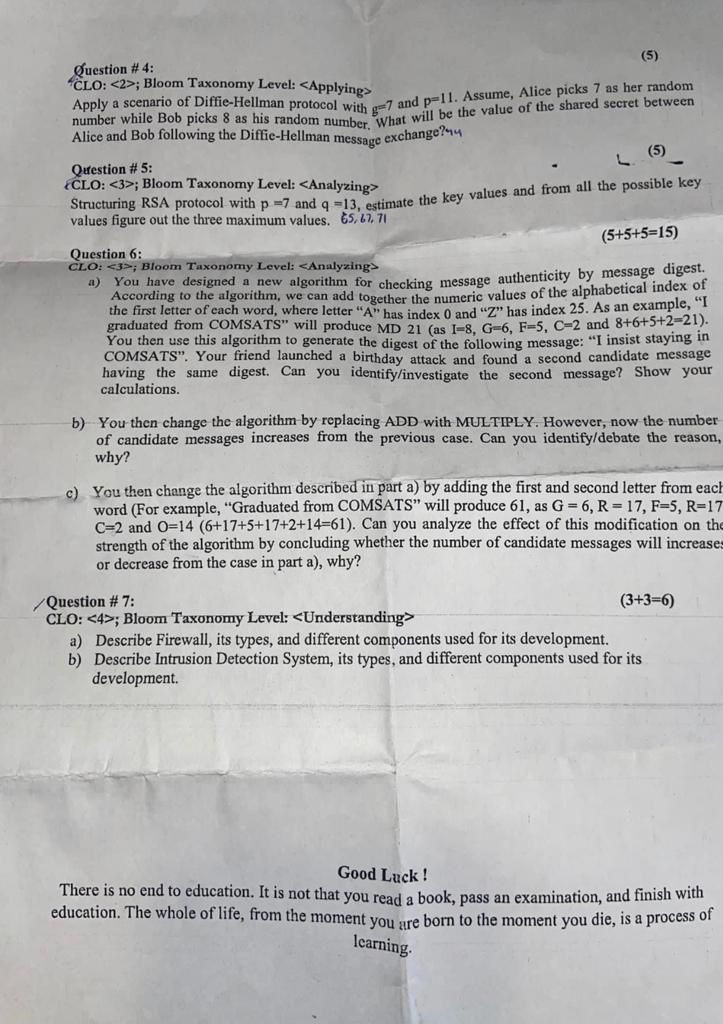 (5)
Question # 4:
CLO: <2>; Bloom Taxonomy Level: <Applying>
Apply a scenario of Diffie-Hellman protocol with g=7 and p=11. Assume, Alice picks 7 as her random
number while Bob picks 8 as his random number. What will be the value of the shared secret between
Alice and Bob following the Diffie-Hellman message exchange?
(5)
Question # 5:
CLO: <3>; Bloom Taxonomy Level: <Analyzing>
Structuring RSA protocol with p =7 and q =13, estimate the key values and from all the possible key
values figure out the three maximum values. 65, 67, 71
(5+5+5=15)
Question 6:
CLO: <3>; Bloom Taxonomy Level: <Analyzing>
a) You have designed a new algorithm for checking message authenticity by message digest.
According to the algorithm, we can add together the numeric values of the alphabetical index of
the first letter of each word, where letter "A" has index 0 and "Z" has index 25. As an example, "I
graduated from COMSATS" will produce MD 21 (as I=8, G=6, F=5, C=2 and 8+6+5+2=21).
You then use this algorithm to generate the digest of the following message: "I insist staying in
COMSATS". Your friend launched a birthday attack and found a second candidate message
having the same digest. Can you identify/investigate the second message? Show your
calculations.
b) You then change the algorithm by replacing ADD with MULTIPLY. However, now the number
of candidate messages increases from the previous case. Can you identify/debate the reason,
why?
c) You then change the algorithm described in part a) by adding the first and second letter from each
word (For example, "Graduated from COMSATS" will produce 61, as G = 6, R = 17, F=5, R=17
C=2 and O=14 (6+17+5+17+2+14=61). Can you analyze the effect of this modification on the
strength of the algorithm by concluding whether the number of candidate messages will increases
or decrease from the case in part a), why?
Question # 7: (3+3=6)
CLO: <4>; Bloom Taxonomy Level: <Understanding>
a) Describe Firewall, its types, and different components used for its development.
b) Describe Intrusion Detection System, its types, and different components used for its
development.
Good Luck !
There is no end to education. It is not that you read a book, pass an examination, and finish with
education. The whole of life, from the moment you are born to the moment you die, is a process of
learning.